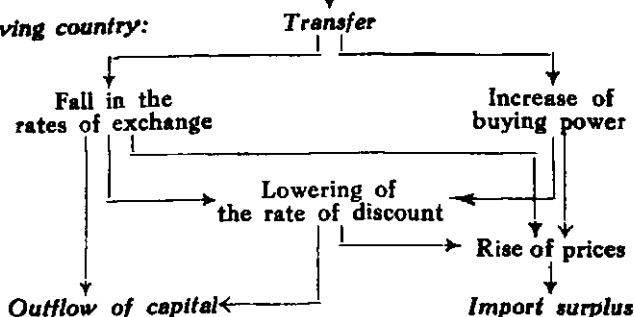 ving country:
Transfer
Fall in the
rates of exchange
Increase of
buying power
Lowering of
the rate of discount
Rise of prices
Outflow of capital
Import surplus